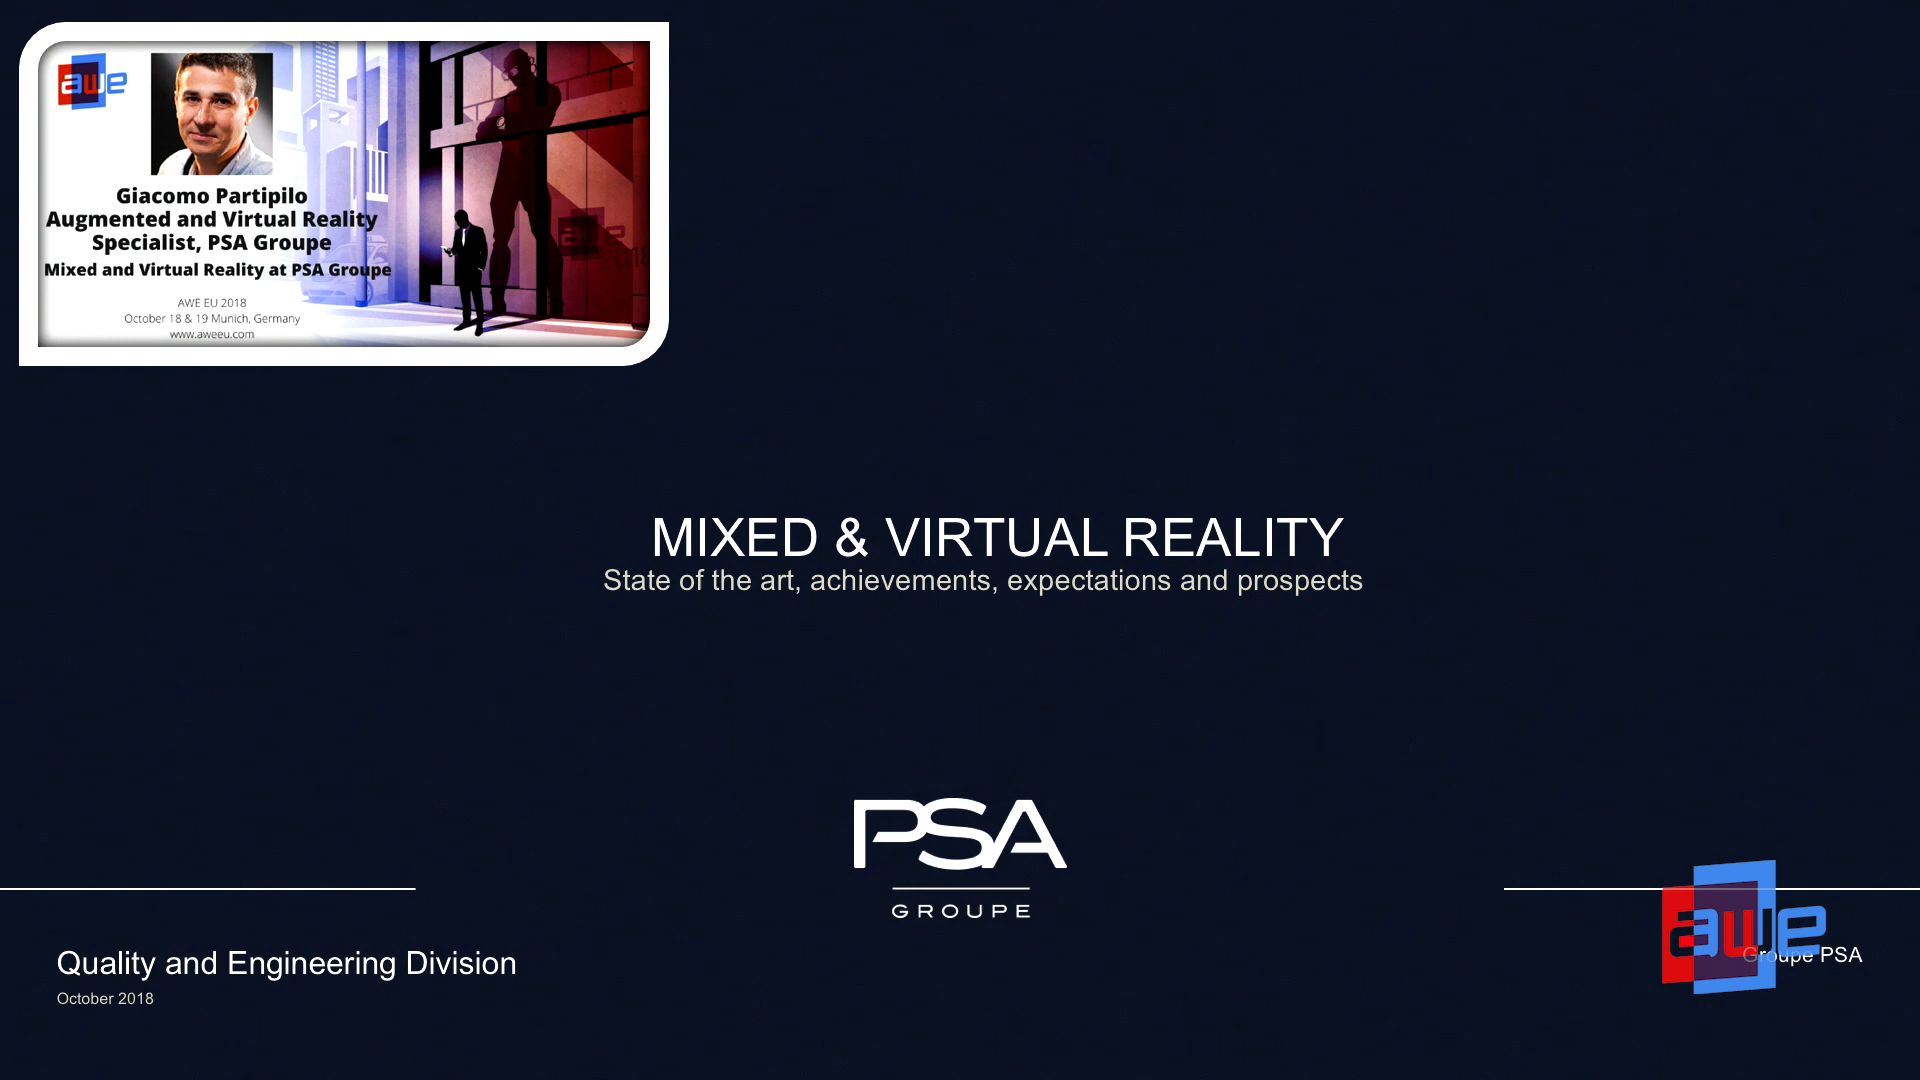 awe
Giacomo Partipilo
Augmented and Virtual Reality
Specialist, PSA Groupe
Mixed and Virtual Reality at PSA Groupe
AWE EU 2018
October 18 & 19 Munich, Germany
www.aweeu.com
awe
2018
MIXED & VIRTUAL REALITY
State of the art, achievements, expectations and prospects
PSA
GROUPE
Quality and Engineering Division
October 2018
awe
Groupe PSA